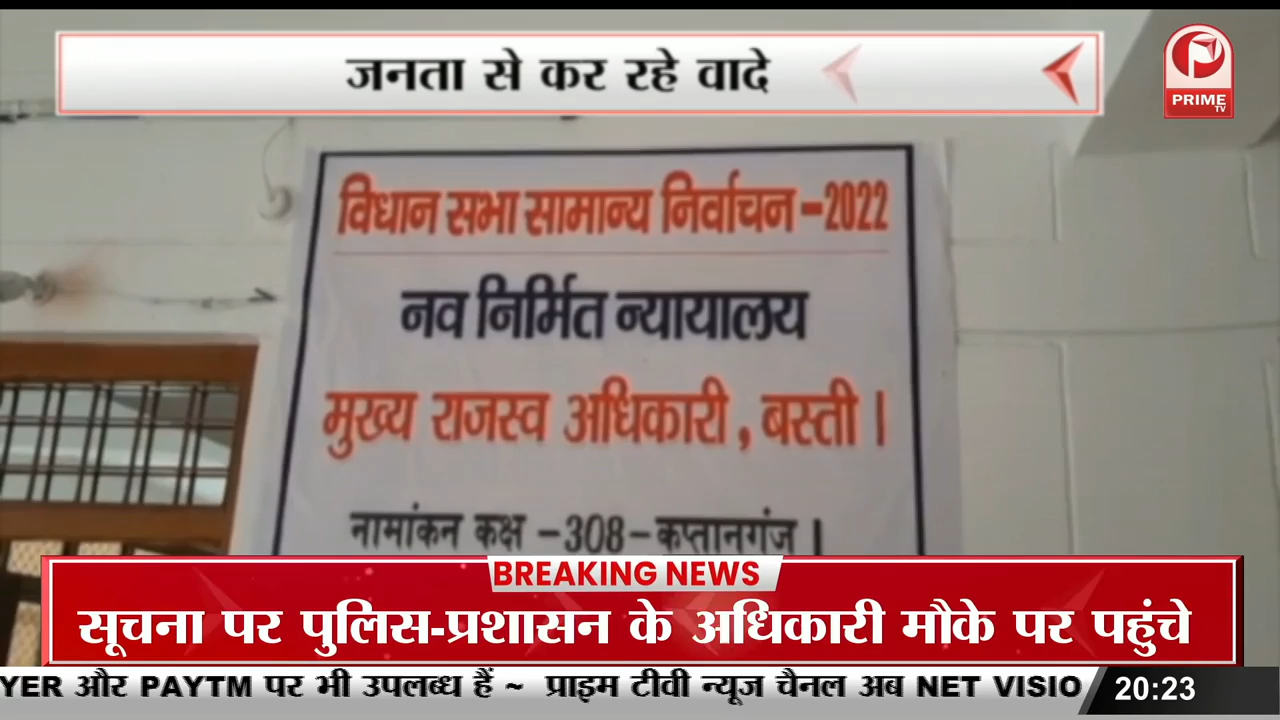 जनता से कर रहे वादे
PRIME
TV
विधान सभा सामान्य निर्वाचन-2022
नव निर्मित न्यायालय
मुख्य राजस्व अधिकारी, बस्ती।
नामांकन कक्ष -308-कप्तानगंज।
BREAKING NEWS
सूचना पर पुलिस-प्रशासन के अधिकारी मौके पर पहुंचे
YER और PAYTM पर भी उपलब्ध हैं ~ प्राइम टीवी न्यूज चैनल अब NET VISIO
20:23